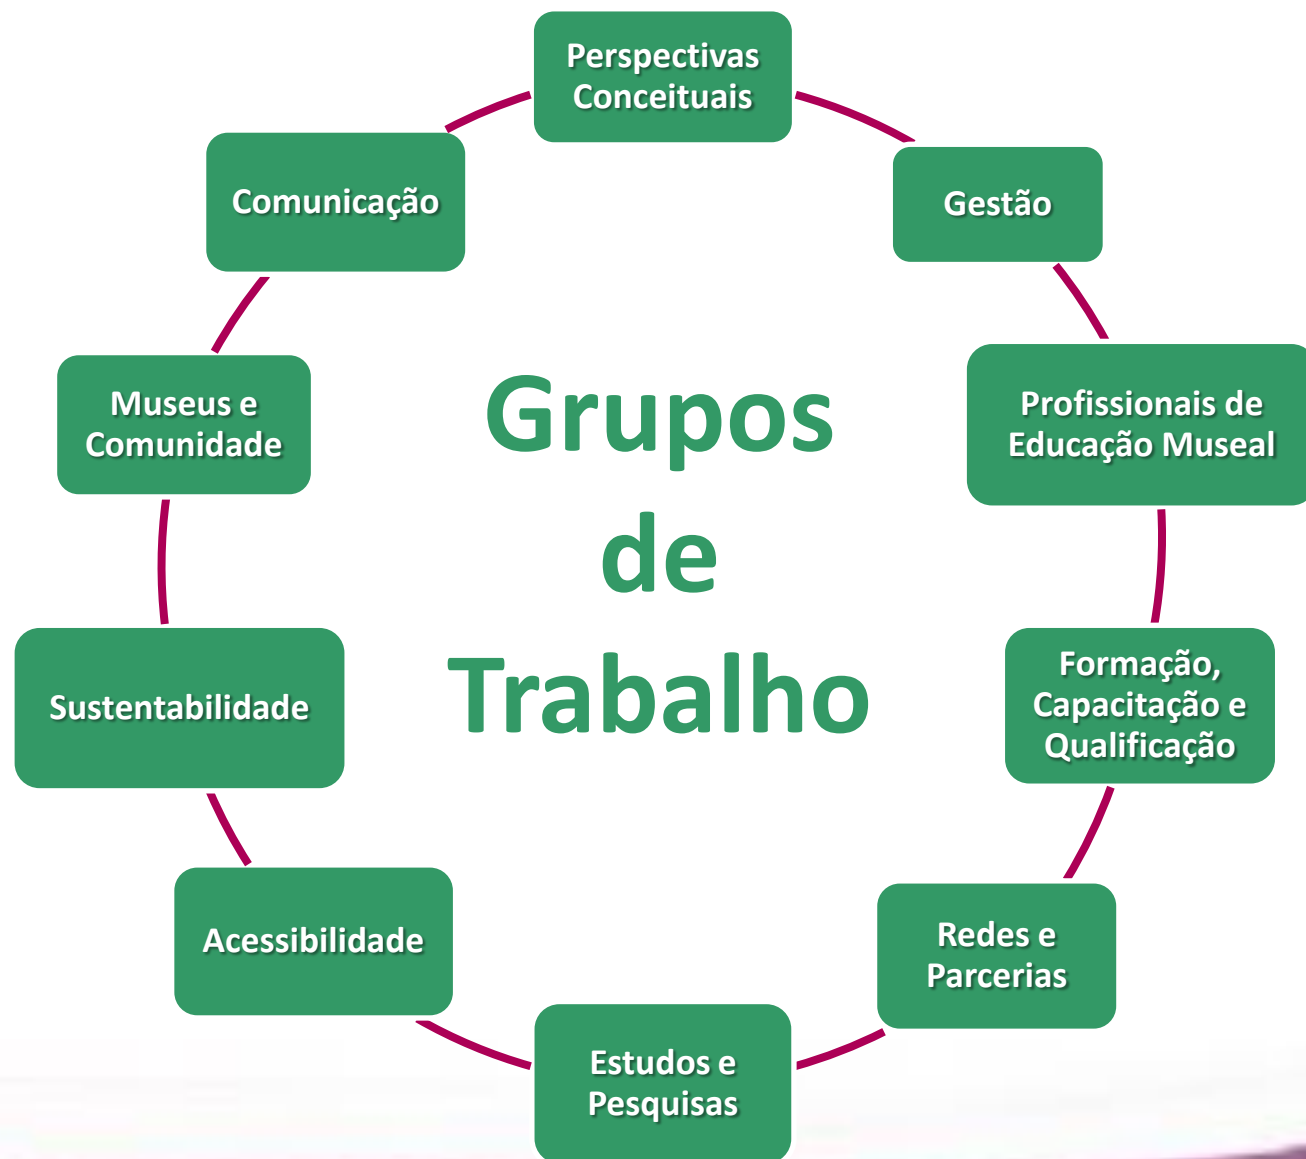 Grupos
de
Trabalho
Perspectivas
Conceituais
Gestão
Profissionais de
Educação Museal
Formação,
Capacitação e
Qualificação
Redes e
Parcerias
Estudos e
Pesquisas
Acessibilidade
Sustentabilidade
Museus e
Comunidade
Comunicação